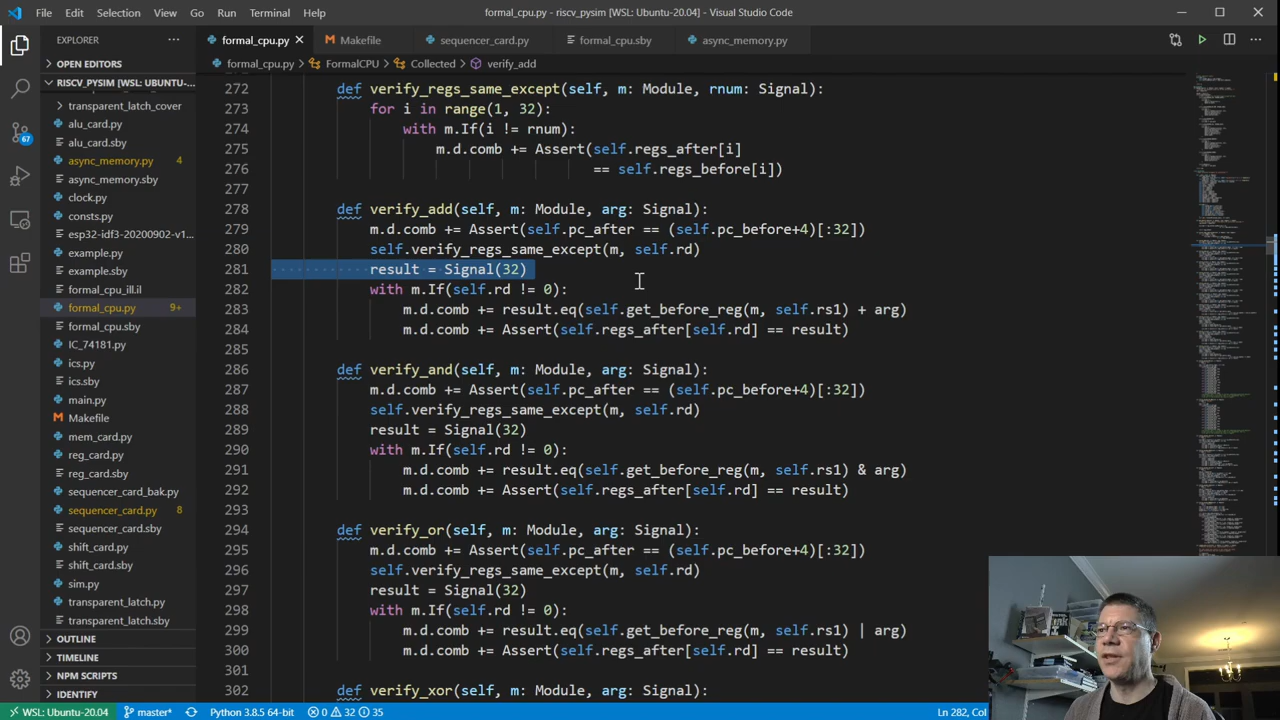 File Edit Selection View Go Run Terminal Help
formal_cpu.py - riscv_pysim [WSL: Ubuntu-20.04] - Visual Studio Code
EXPLORER
OPEN EDITORS
RISCV_PYSIM [WSL: UBUNTU-...
transparent_latch_cover
alu_card.py
alu_card.sby
async_memory.py 4
async_memory.sby
clock.py
consts.py
esp32-idf3-20200902-v1...
example.py
example.sby
formal_cpu_ill.il
formal_cpu.py 9+
formal_cpu.sby
IC_74181.py
ics.py
ics.sby
main.py
Makefile
mem_card.py
reg_card.py
reg_card.sby
sequencer_card_bak.py
sequencer_card.py 8
sequencer_card.sby
shift_card.py
shift_card.sby
sim.py
transparent_latch.py
transparent_latch.sby
OUTLINE
TIMELINE
NPM SCRIPTS
IDENTIFY
67
formal_cpu.py Makefile sequencer_card.py formal_cpu.sby async_memory.py
formal_cpu.py > FormalCPU > Collected > verify_add
272 def verify_regs_same_except(self, m: Module, rnum: Signal):
273 for i in range(1, 32):
274 with m.If(i != rnum):
275 m.d.comb += Assert(self.regs_after[i]
276 == self.regs_before[i])
277
278 def verify_add(self, m: Module, arg: Signal):
279 m.d.comb += Assert(self.pc_after == (self.pc_before+4)[:32])
280 self.verify_regs_same_except(m, self.rd)
281 result = Signal(32)
282 with m.If(self.rd != 0):
283 m.d.comb += result.eq(self.get_before_reg(m, self.rs1) + arg)
284 m.d.comb += Assert(self.regs_after[self.rd] == result)
285
286 def verify_and(self, m: Module, arg: Signal):
287 m.d.comb += Assert(self.pc_after == (self.pc_before+4)[:32])
288 self.verify_regs_same_except(m, self.rd)
289 result = Signal(32)
290 with m.If(self.rd != 0):
291 m.d.comb += result.eq(self.get_before_reg(m, self.rs1) & arg)
292 m.d.comb += Assert(self.regs_after[self.rd] == result)
293
294 def verify_or(self, m: Module, arg: Signal):
295 m.d.comb += Assert(self.pc_after == (self.pc_before+4)[:32])
296 self.verify_regs_same_except(m, self.rd)
297 result = Signal(32)
298 with m.If(self.rd != 0):
299 m.d.comb += result.eq(self.get_before_reg(m, self.rs1) | arg)
300 m.d.comb += Assert(self.regs_after[self.rd] == result)
301
302 def verify_xor(self, m: Module, arg: Signal):
WSL: Ubuntu-20.04 master* Python 3.8.5 64-bit 0 32 35 Ln 282, Col